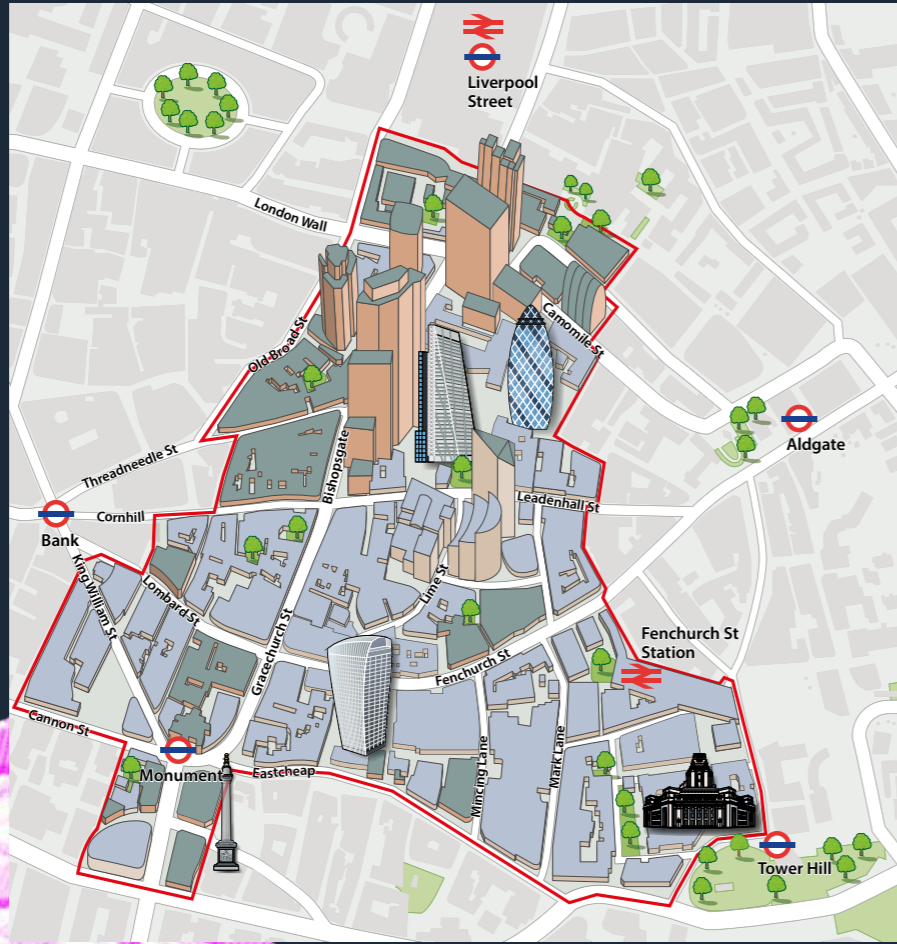 Liverpool
Street
London Wall
Old Broad St
Camomile St
Threadneedle St
Bishopsgate
Aldgate
Leadenhall St
Cornhill
Bank
King William St
Lombard St
Lime St
Gracechurch St
Fenchurch St
Station
Fenchurch St
Cannon St
Mincing Lane
Mark Lane
Monument
Eastcheap
Tower Hill